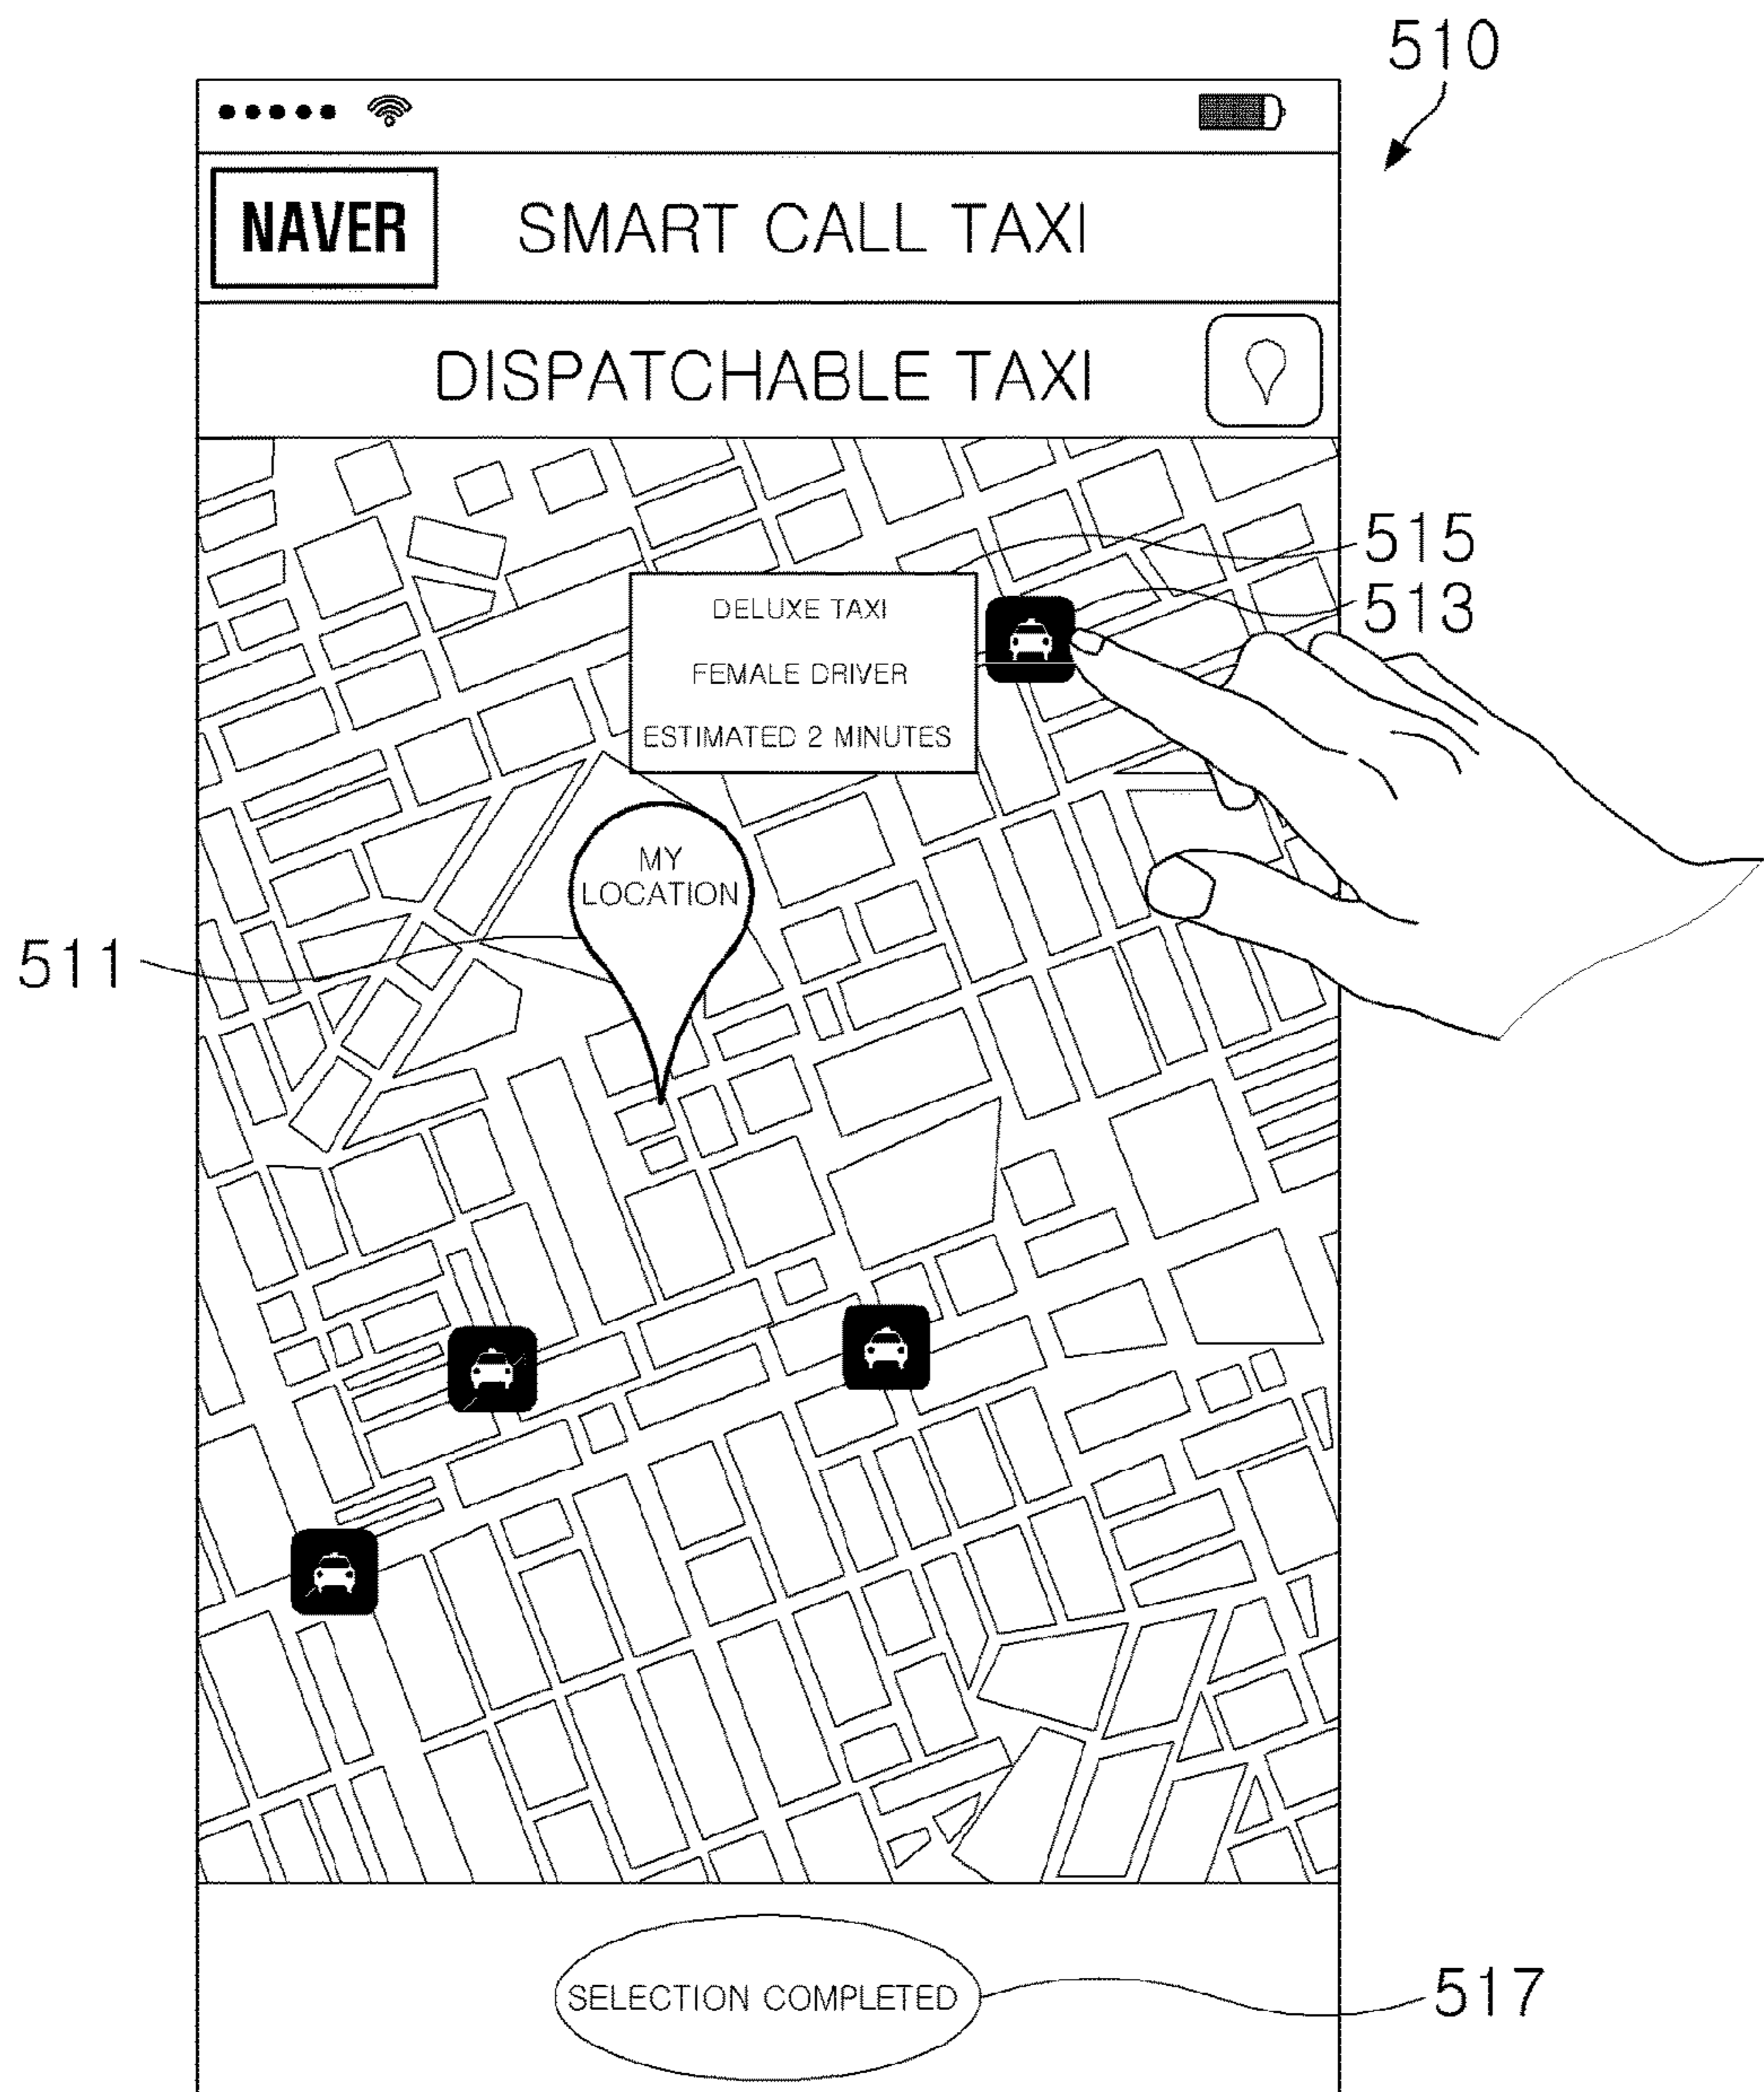 510
NAVER SMART CALL TAXI
DISPATCHABLE TAXI
515
DELUXE TAXI
513
FEMALE DRIVER
ESTIMATED 2 MINUTES
MY
LOCATION
511
SELECTION COMPLETED
517